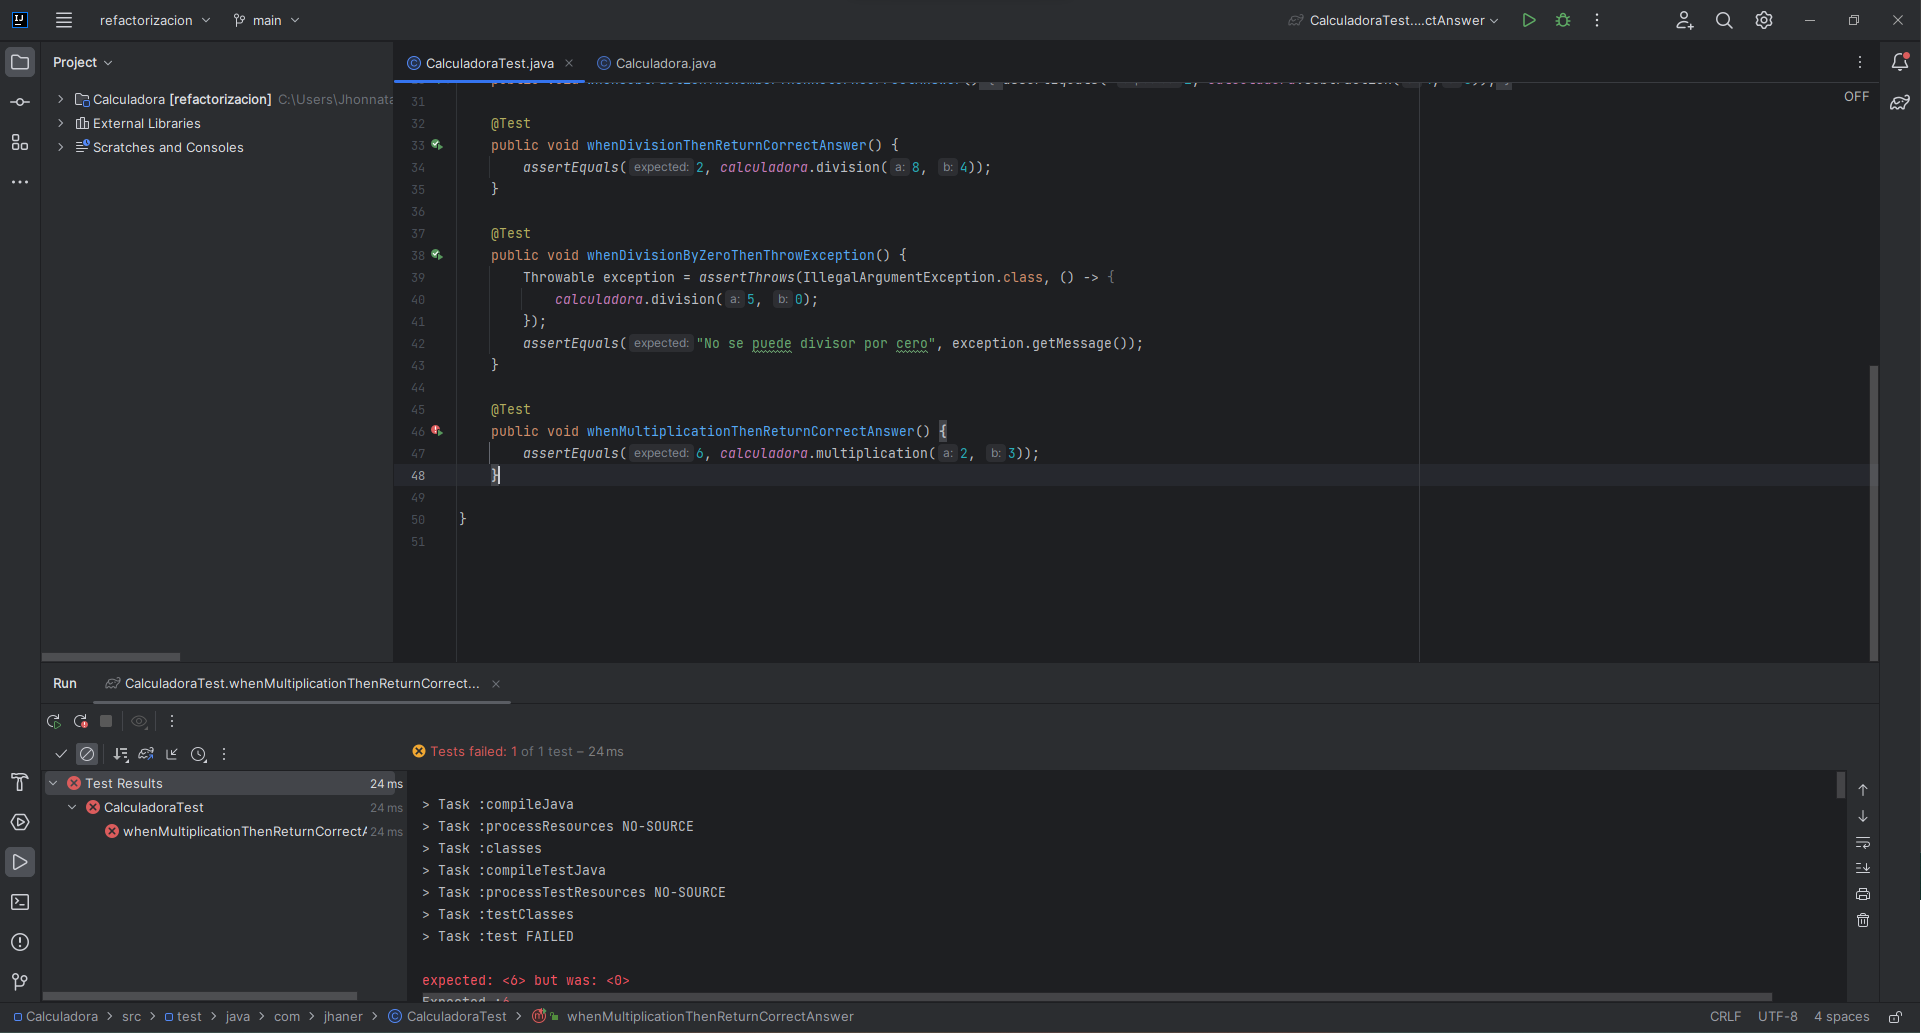 refactorizacion main CalculadoraTest....ctAnswer
Project
CalculadoraTest.java Calculadora.java
OFF
Calculadora [refactorizacion] C:\Users\Jhonnata
External Libraries
Scratches and Consoles
31
32 @Test
33 public void whenDivisionThenReturnCorrectAnswer() {
34 assertEquals( expected: 2, calculadora.division( a: 8, b: 4));
35 }
36
37 @Test
38 public void whenDivisionByZeroThenThrowException() {
39 Throwable exception = assertThrows(IllegalArgumentException.class, () -> {
40 calculadora.division( a: 5, b: 0);
41 });
42 assertEquals( expected: "No se puede divisor por cero", exception.getMessage());
43 }
44
45 @Test
46 public void whenMultiplicationThenReturnCorrectAnswer() {
47 assertEquals( expected: 6, calculadora.multiplication( a: 2, b: 3));
48 }
49
50 }
51
Run CalculadoraTest.whenMultiplicationThenReturnCorrect...
Tests failed: 1 of 1 test – 24 ms
Test Results 24 ms
CalculadoraTest 24 ms
whenMultiplicationThenReturnCorrectA 24 ms
> Task :compileJava
> Task :processResources NO-SOURCE
> Task :classes
> Task :compileTestJava
> Task :processTestResources NO-SOURCE
> Task :testClasses
> Task :test FAILED
expected: <6> but was: <0>
Expected :6
Calculadora > src > test > java > com > jhaner > CalculadoraTest > whenMultiplicationThenReturnCorrectAnswer
CRLF UTF-8 4 spaces